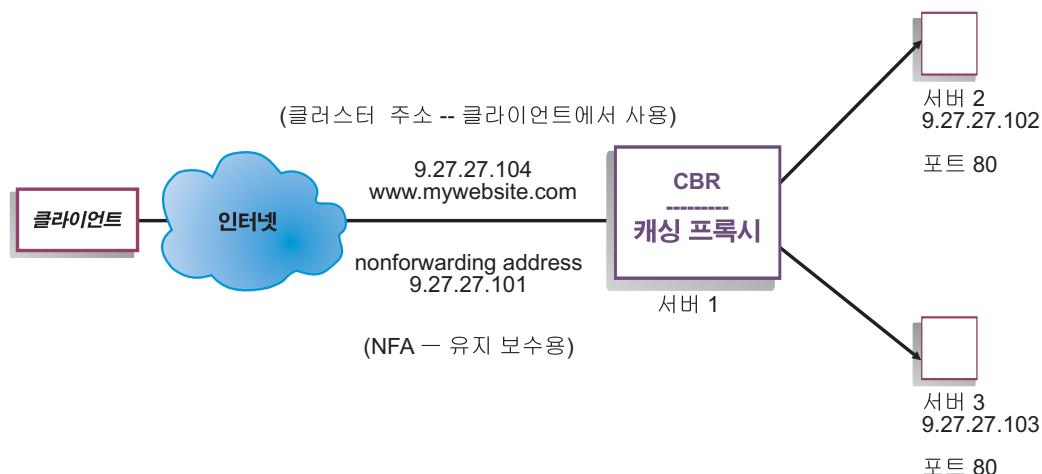 (클러스터 주소 -- 클라이언트에서 사용)
9.27.27.104
www.mywebsite.com
클라이언트
인터넷
nonforwarding address
9.27.27.101
(NFA — 유지 보수용)
CBR
---------
캐싱 프록시
서버 1
서버 2
9.27.27.102
포트 80
서버 3
9.27.27.103
포트 80